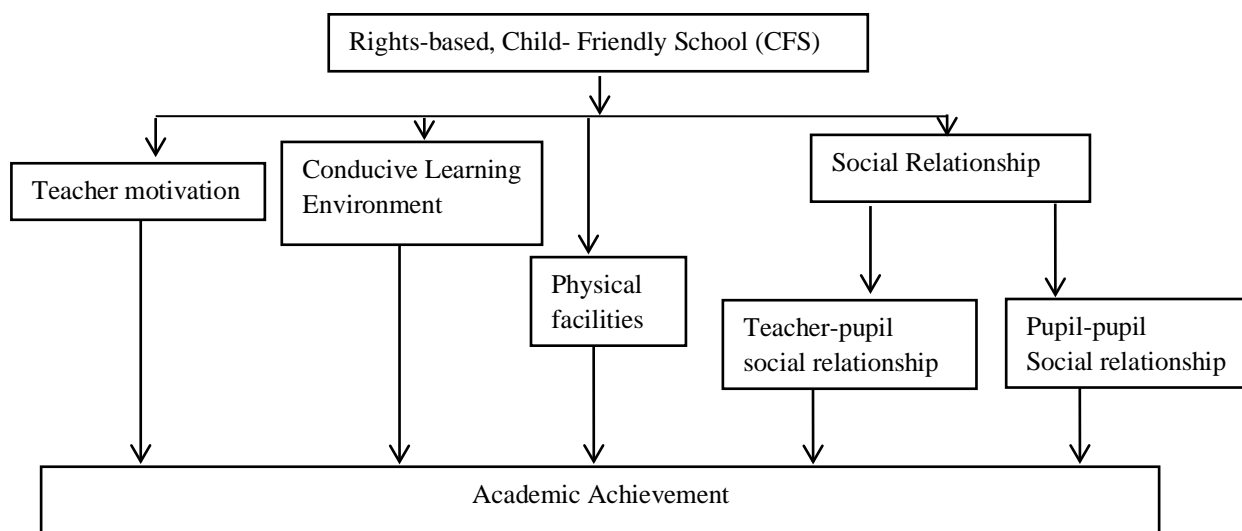 Rights-based, Child- Friendly School (CFS)
Teacher motivation
Conducive Learning
Environment
Social Relationship
Physical
facilities
Teacher-pupil
social relationship
Pupil-pupil
Social relationship
Academic Achievement